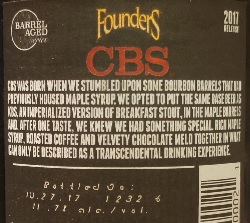 BARREL AGED Series
FOUNDERS
2017 RELEASE
CBS
CBS WAS BORN WHEN WE STUMBLED UPON SOME BOURBON BARRELS THAT HAD
PREVIOUSLY HOUSED MAPLE SYRUP. WE OPTED TO PUT THE SAME BASE BEER AS
KBS, AN IMPERIALIZED VERSION OF BREAKFAST STOUT, IN THE MAPLE BARRELS
AND, AFTER ONE TASTE, WE KNEW WE HAD SOMETHING SPECIAL. RICH MAPLE
SYRUP, ROASTED COFFEE AND VELVETY CHOCOLATE MELD TOGETHER IN WHAT
CAN ONLY BE DESCRIBED AS A TRANSCENDENTAL DRINKING EXPERIENCE.
Bottled On:
10.27.17 1232 6
11.7% alc./vol.